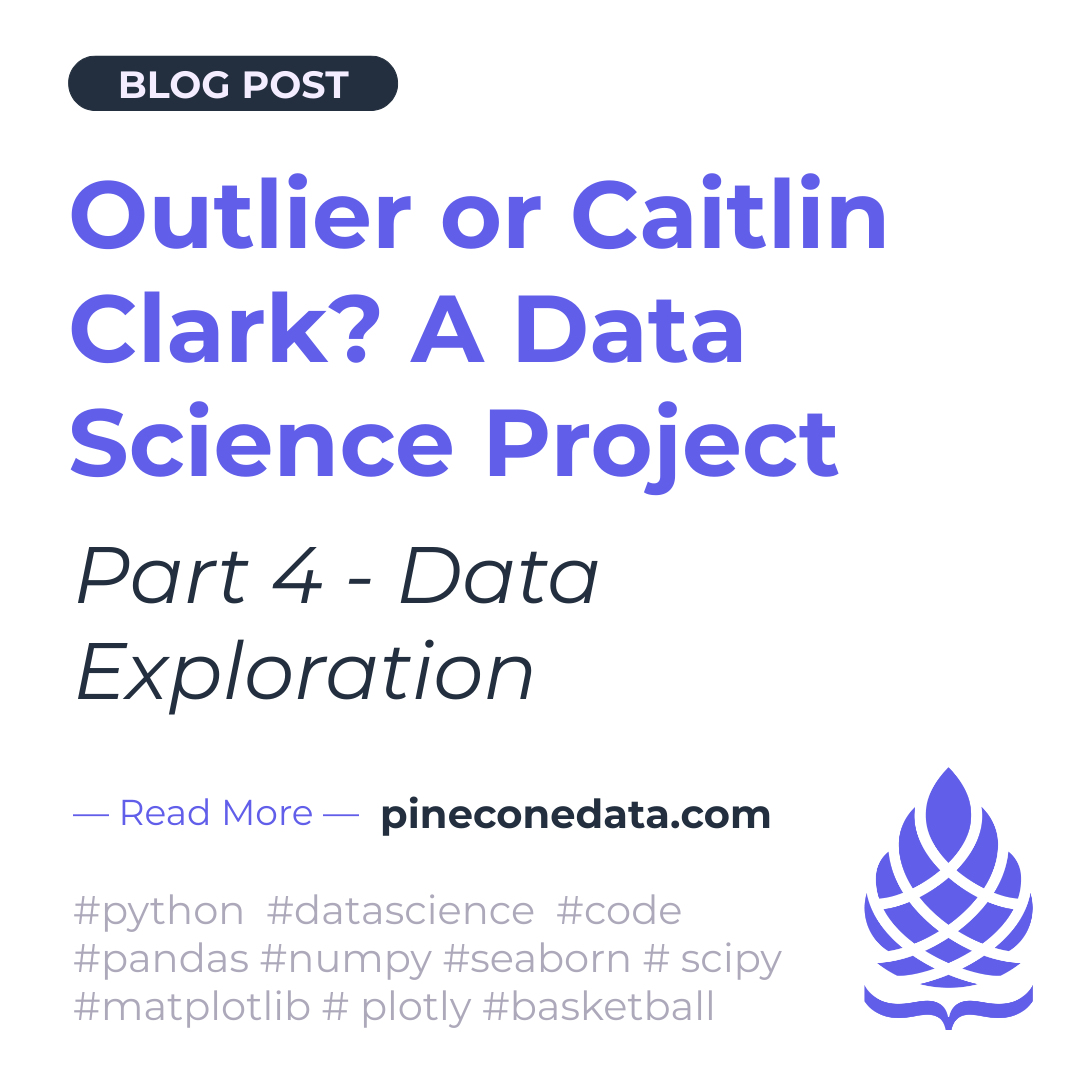 BLOG POST
Outlier or Caitlin
Clark? A Data
Science Project
Part 4 - Data
Exploration
— Read More — pineconedata.com
#python #datascience #code
#pandas #numpy #seaborn # scipy
#matplotlib # plotly #basketball